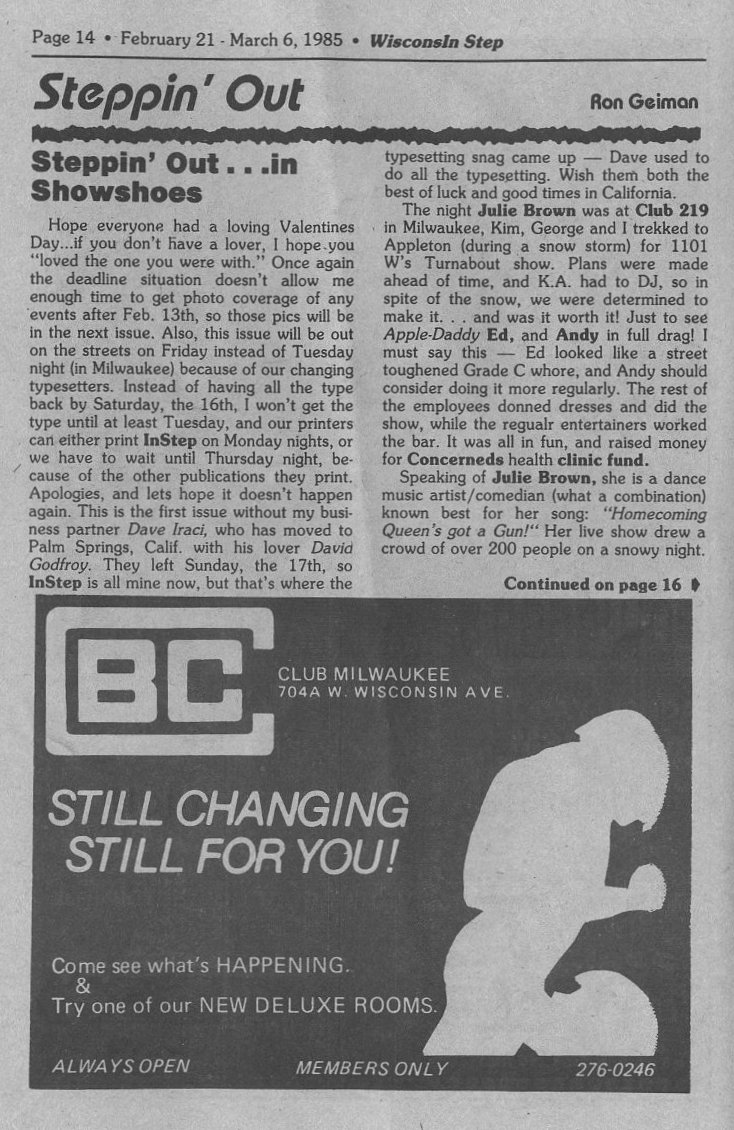 Page 14 • February 21 - March 6, 1985 • WisconsIn Step
Steppin' Out
Ron Geiman
Steppin' Out . . .in
Showshoes
Hope everyone had a loving Valentines
Day...if you don't have a lover, I hope you
"loved the one you were with." Once again
the deadline situation doesn't allow me
enough time to get photo coverage of any
events after Feb. 13th, so those pics will be
in the next issue. Also, this issue will be out
on the streets on Friday instead of Tuesday
night (in Milwaukee) because of our changing
typesetters. Instead of having all the type
back by Saturday, the 16th, I won't get the
type until at least Tuesday, and our printers
can either print InStep on Monday nights, or
we have to wait until Thursday night, be-
cause of the other publications they print.
Apologies, and lets hope it doesn't happen
again. This is the first issue without my busi-
ness partner Dave Iraci, who has moved to
Palm Springs, Calif. with his lover David
Godfroy. They left Sunday, the 17th, so
InStep is all mine now, but that's where the
typesetting snag came up — Dave used to
do all the typesetting. Wish them both the
best of luck and good times in California.
The night Julie Brown was at Club 219
in Milwaukee, Kim, George and I trekked to
Appleton (during a snow storm) for 1101
W's Turnabout show. Plans were made
ahead of time, and K.A. had to DJ, so in
spite of the snow, we were determined to
make it. . . and was it worth it! Just to see
Apple-Daddy Ed, and Andy in full drag! I
must say this — Ed looked like a street
toughened Grade C whore, and Andy should
consider doing it more regularly. The rest of
the employees donned dresses and did the
show, while the regualr entertainers worked
the bar. It was all in fun, and raised money
for Concerneds health clinic fund.
Speaking of Julie Brown, she is a dance
music artist/comedian (what a combination)
known best for her song: "Homecoming
Queen's got a Gun!" Her live show drew a
crowd of over 200 people on a snowy night.
Continued on page 16
BC
CLUB MILWAUKEE
704A W. WISCONSIN AVE.
STILL CHANGING
STILL FOR YOU!
Come see what's HAPPENING.
&
Try one of our NEW DELUXE ROOMS.
ALWAYS OPEN MEMBERS ONLY 276-0246